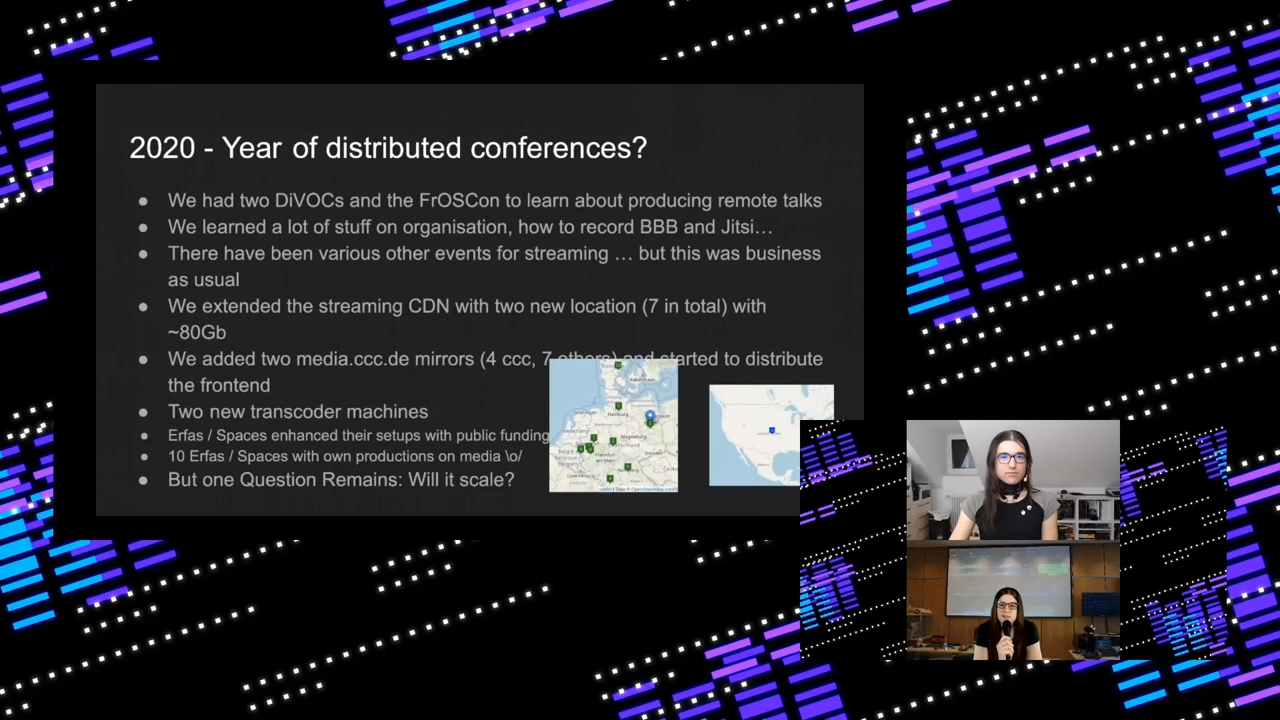 2020 - Year of distributed conferences?
● We had two DiVOCs and the FrOSCon to learn about producing remote talks
● We learned a lot of stuff on organisation, how to record BBB and Jitsi…
● There have been various other events for streaming … but this was business
as usual
● We extended the streaming CDN with two new location (7 in total) with
~80Gb
● We added two media.ccc.de mirrors (4 ccc, 7 others) and started to distribute
the frontend
● Two new transcoder machines
● Erfas / Spaces enhanced their setups with public funding
● 10 Erfas / Spaces with own productions on media \o/
● But one Question Remains: Will it scale?
Hamburg
Magdeburg
Dresden
Frankfurt